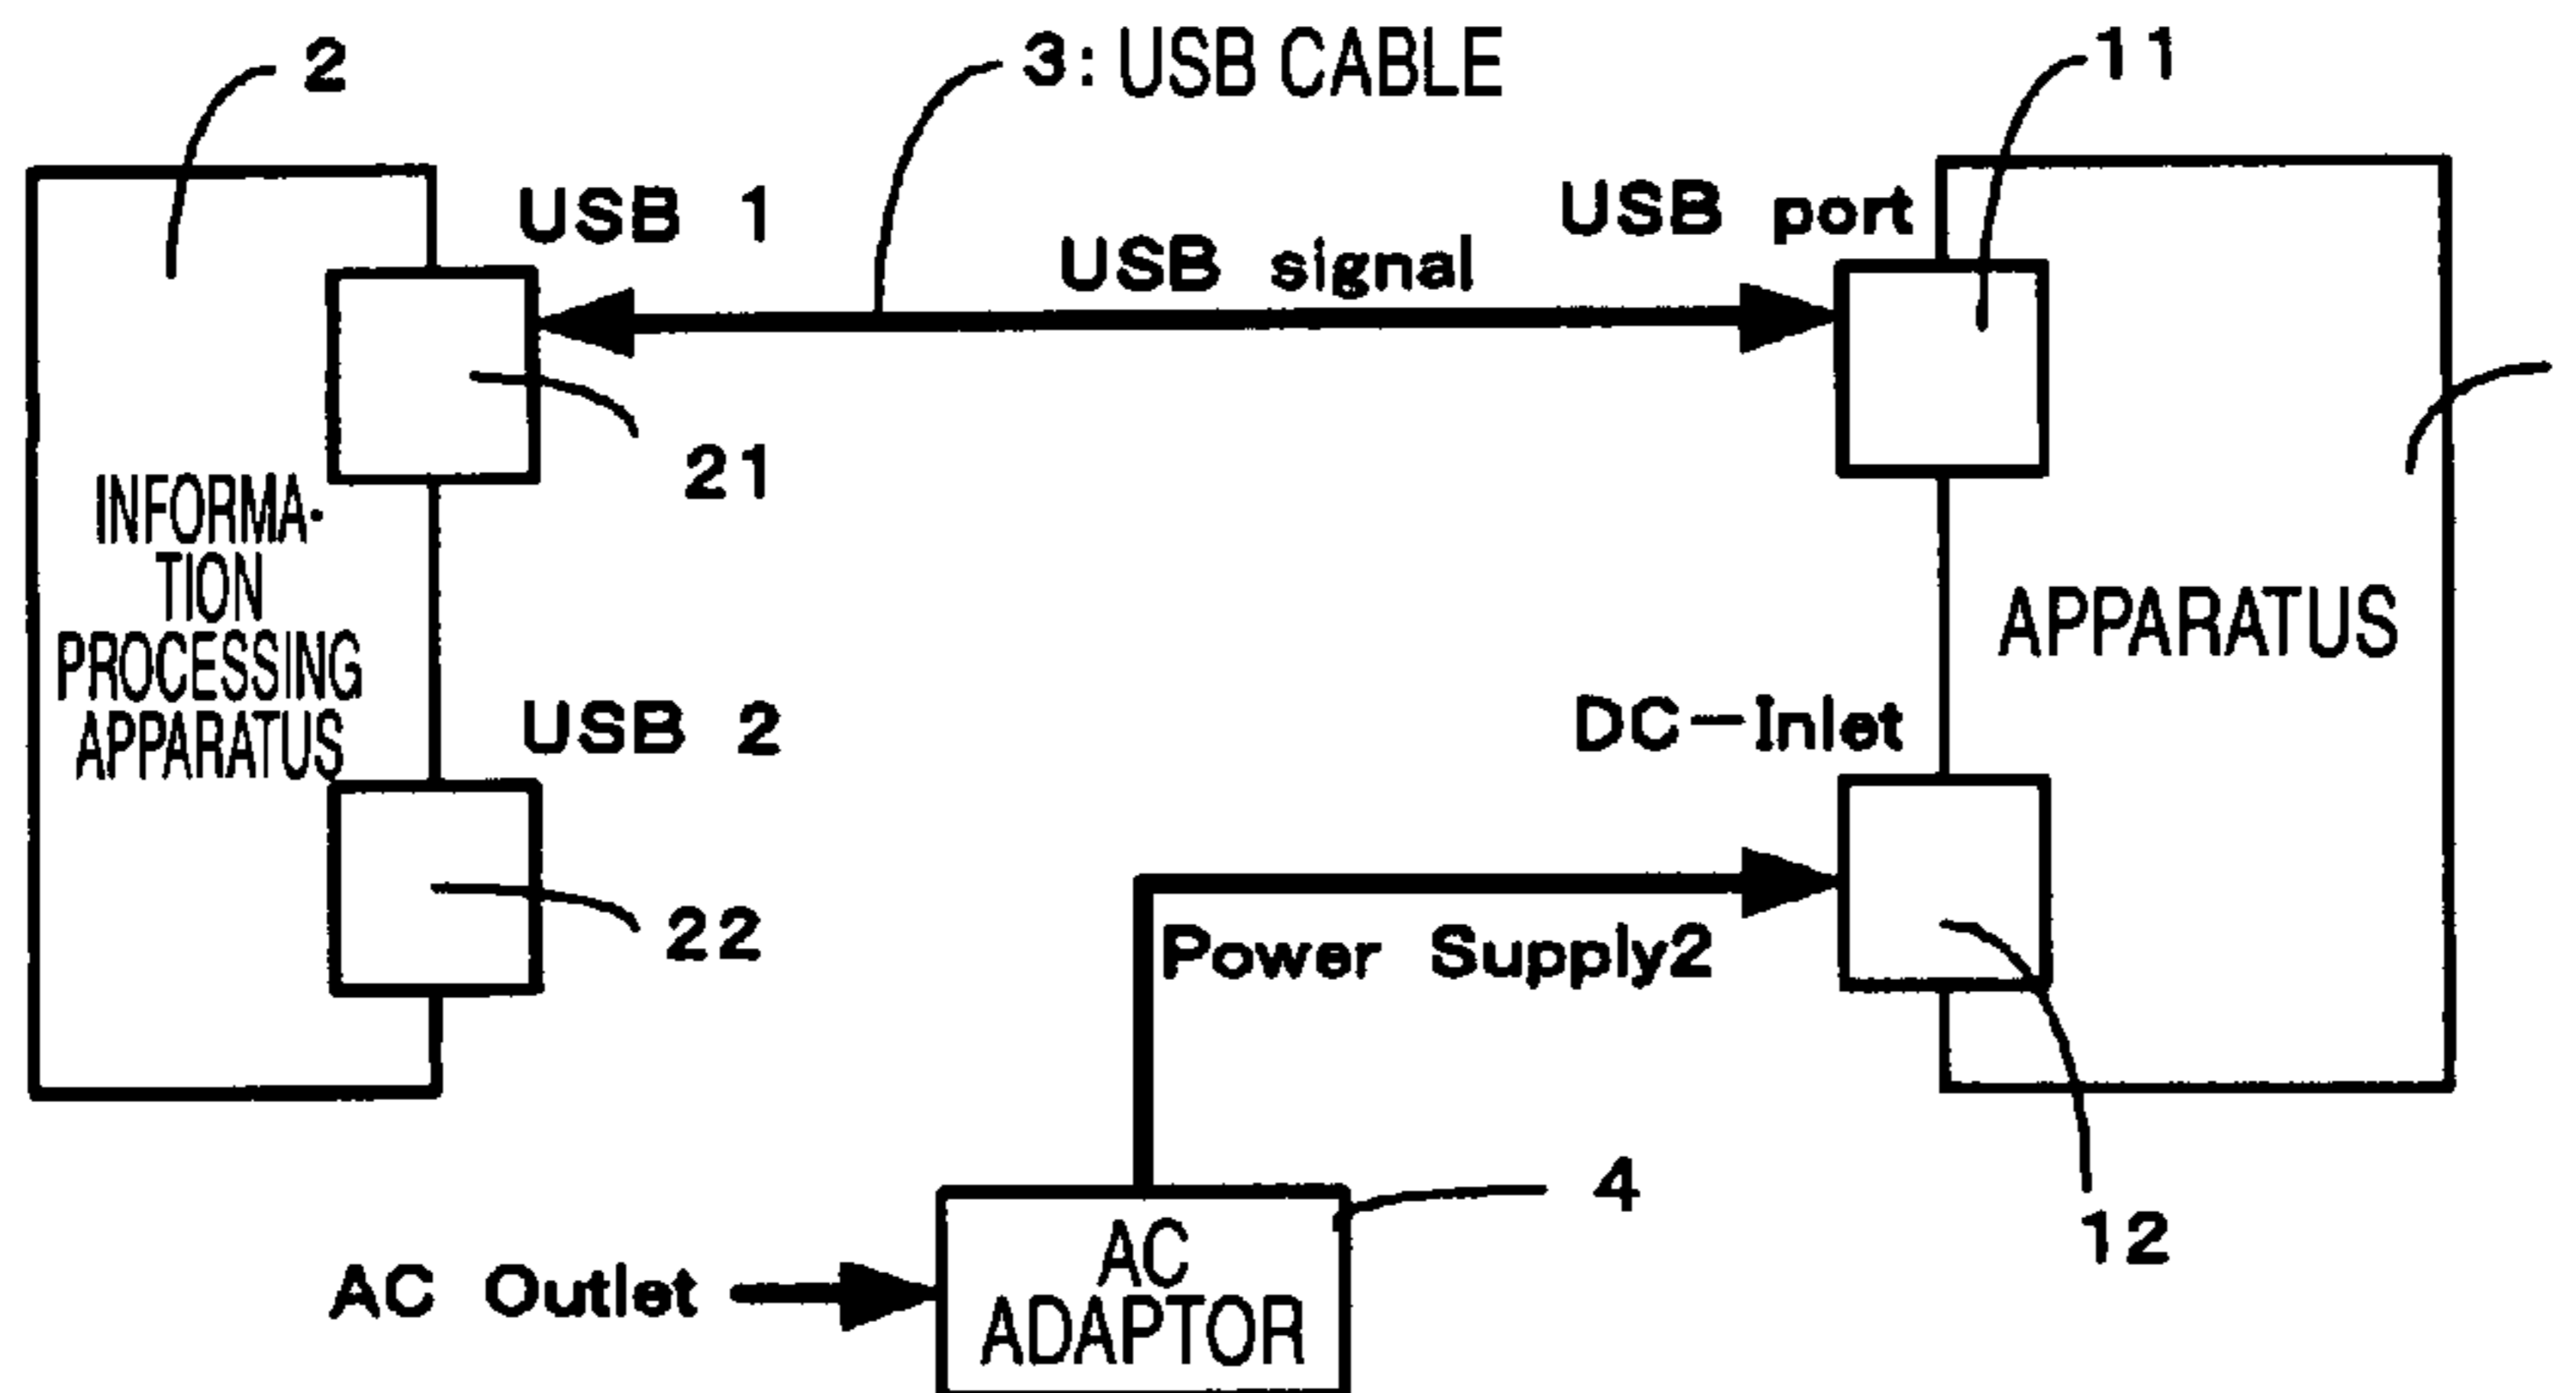 2
3: USB CABLE
11
USB 1
USB signal
USB port
21
INFORMA-
TION
PROCESSING
APPARATUS
APPARATUS
USB 2
DC-Inlet
22
Power Supply2
4
12
AC Outlet
AC
ADAPTOR